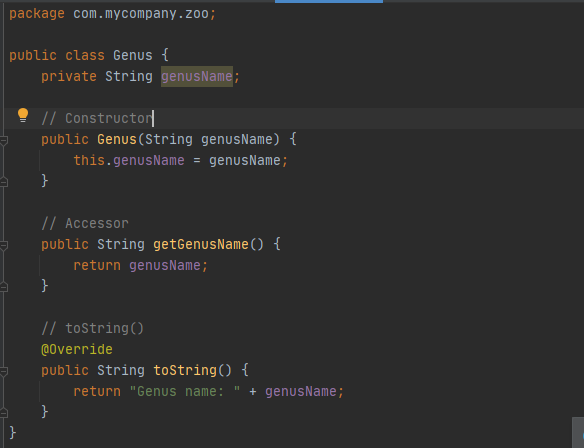 package com.mycompany.zoo;
public class Genus {
private String genusName;
// Constructor
public Genus(String genusName) {
this.genusName = genusName;
}
// Accessor
public String getGenusName() {
return genusName;
}
// toString()
@Override
public String toString() {
return "Genus name: " + genusName;
}
}